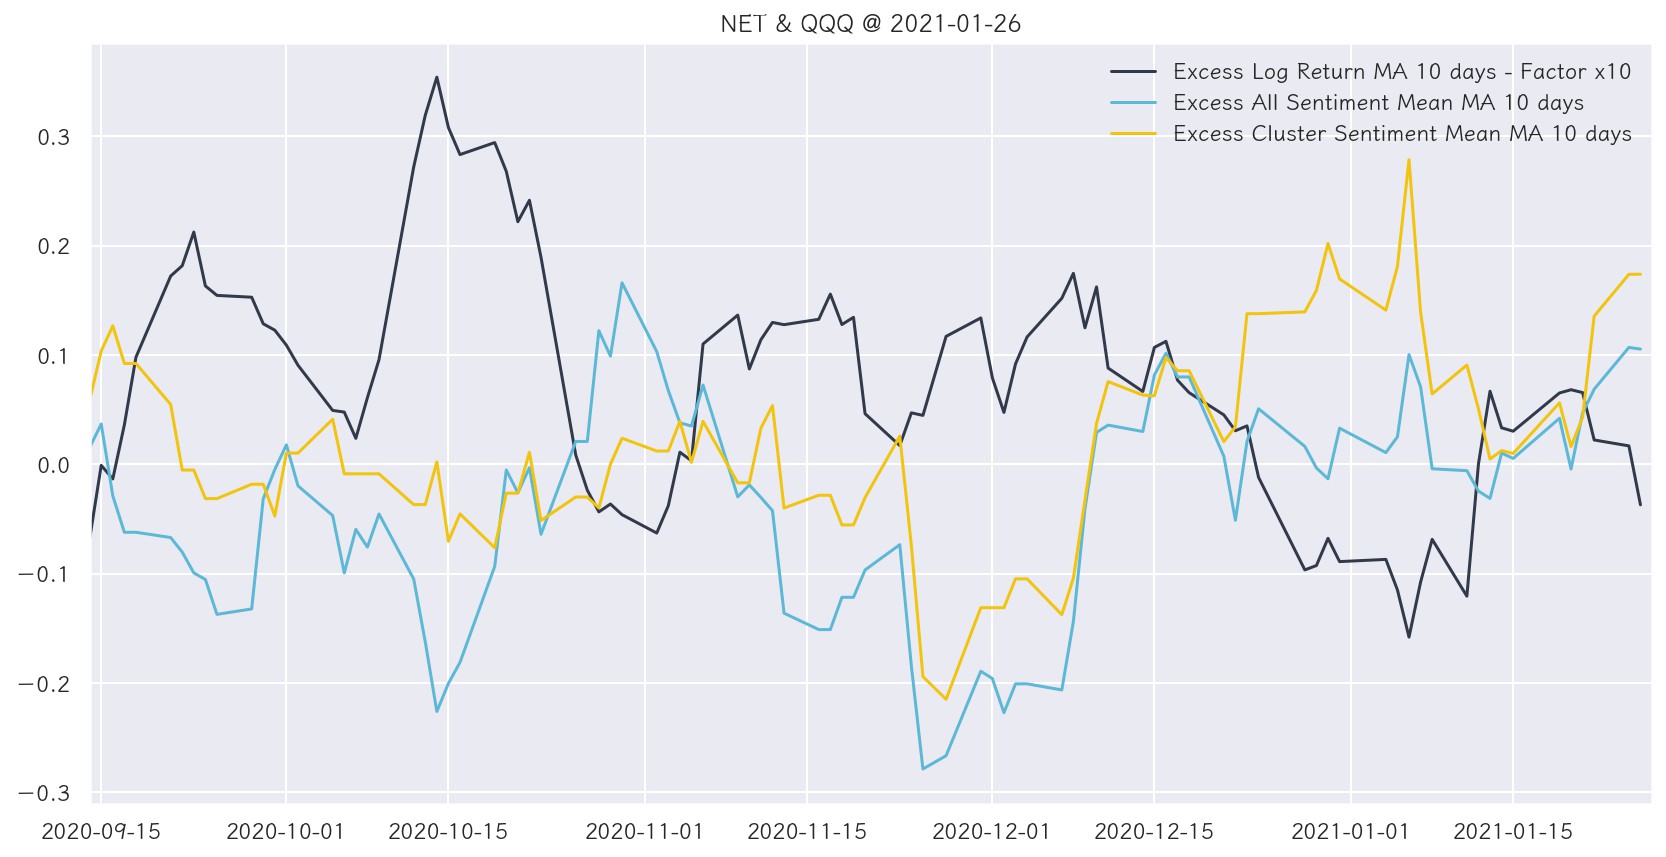 NET & QQQ @ 2021-01-26
Excess Log Return MA 10 days - Factor x10
Excess All Sentiment Mean MA 10 days
Excess Cluster Sentiment Mean MA 10 days
0.3
0.2
0.1
0.0
−0.1
−0.2
−0.3
2020-09-15 2020-10-01 2020-10-15 2020-11-01 2020-11-15 2020-12-01 2020-12-15 2021-01-01 2021-01-15